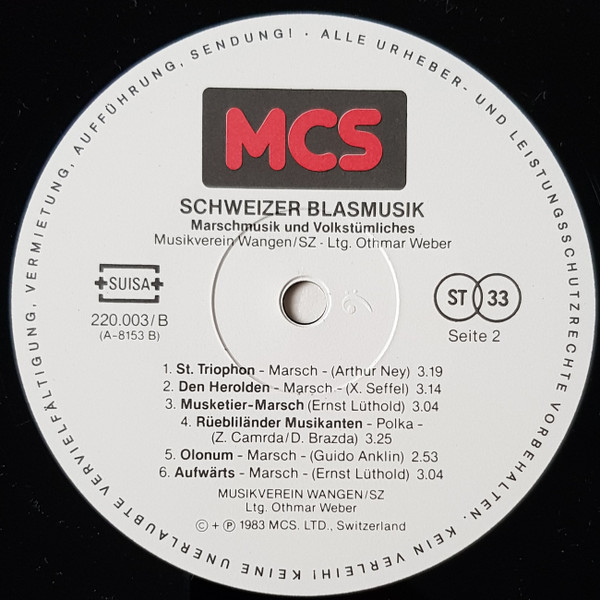 ALLE URHEBER- UND LEISTUNGSSCHUTZRECHTE VORBEHALTEN. KEIN VERLEIH! KEINE UNERLAUBTE VERVIELFÄLTIGUNG, VERMIETUNG, AUFFÜHRUNG, SENDUNG! ·
MCS
SCHWEIZER BLASMUSIK
Marschmusik und Volkstümliches
Musikverein Wangen/SZ - Ltg. Othmar Weber
SUISA
220.003/B
(A-8153 B)
ST 33
Seite 2
1. St. Triophon - Marsch - (Arthur Ney) 3.19
2. Den Herolden - Marsch - (X. Seffel) 3.14
3. Musketier-Marsch (Ernst Lüthold) 3.04
4. Rüebliländer Musikanten - Polka -
(Z. Camrda/D. Brazda) 3.25
5. Olonum - Marsch - (Guido Anklin) 2.53
6. Aufwärts - Marsch - (Ernst Lüthold) 3.04
MUSIKVEREIN WANGEN/SZ
Ltg. Othmar Weber
© + ℗ 1983 MCS. LTD., Switzerland